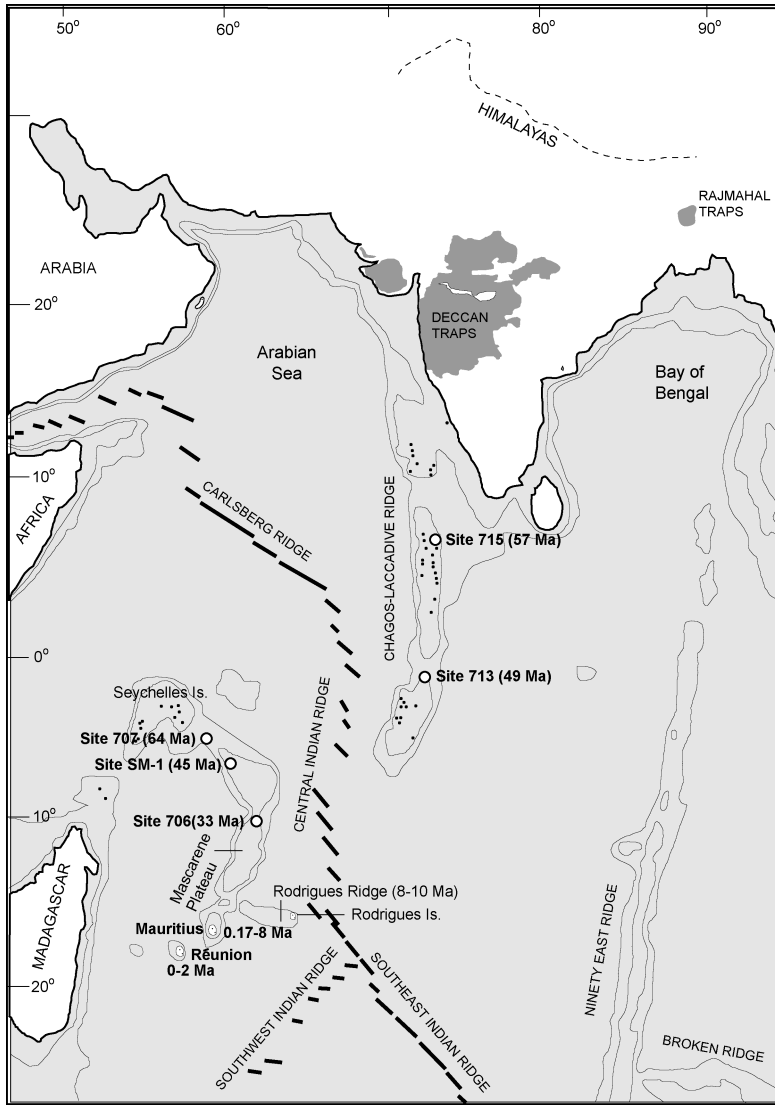 50°
60°
80°
90°
HIMALAYAS
RAJMAHAL
TRAPS
ARABIA
20°
DECCAN
TRAPS
Arabian
Sea
Bay of
Bengal
10°
AFRICA
CARLSBERG RIDGE
CHAGOS-LACCADIVE RIDGE
Site 715 (57 Ma)
0°
Site 713 (49 Ma)
Seychelles Is.
Site 707 (64 Ma)
Site SM-1 (45 Ma)
CENTRAL INDIAN RIDGE
10°
Site 706(33 Ma)
Mascarene
Plateau
MADAGASCAR
Rodrigues Ridge (8-10 Ma)
Rodrigues Is.
Mauritius
0.17-8 Ma
Réunion
0-2 Ma
20°
SOUTHWEST INDIAN RIDGE
SOUTHEAST INDIAN RIDGE
NINETY EAST RIDGE
BROKEN RIDGE